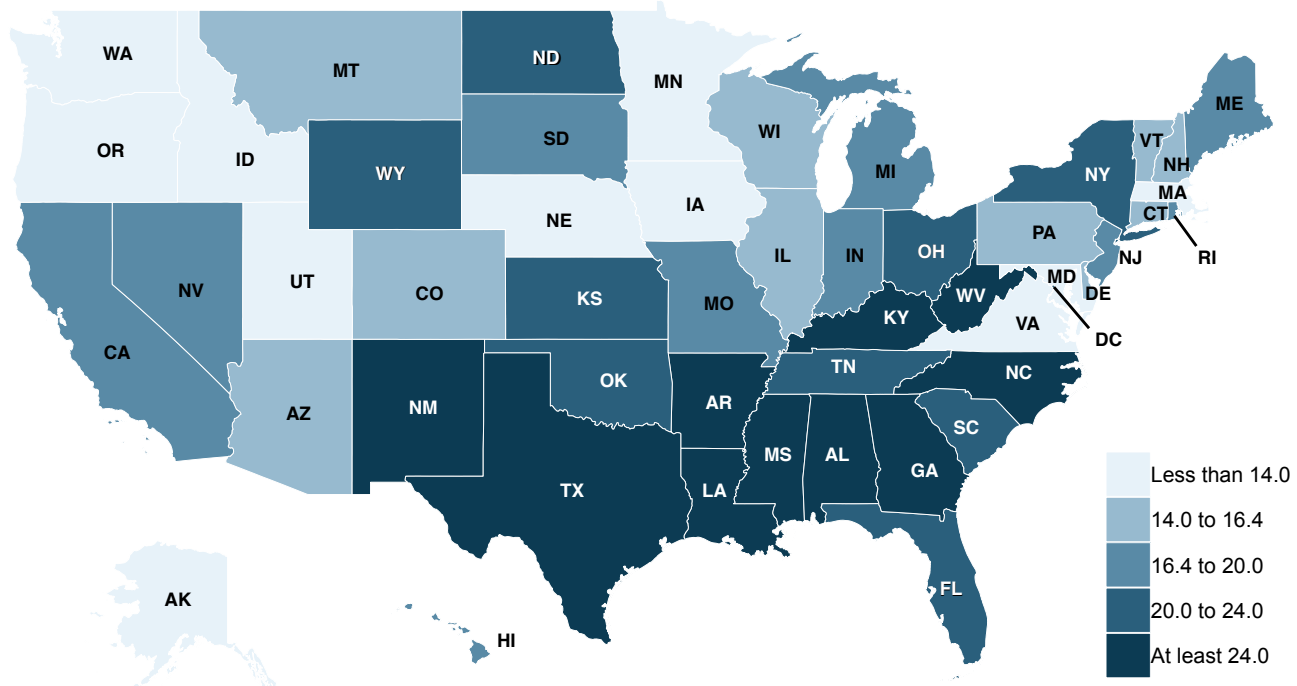 WA
MT
ND
MN
OR
ID
WY
SD
WI
MI
ME
VT
NH
NY
MA
CT
RI
NE
IA
PA
NJ
NV
UT
CO
KS
MO
IL
IN
OH
WV
MD
DE
DC
VA
KY
CA
AZ
NM
OK
AR
TN
NC
SC
MS
AL
GA
TX
LA
FL
AK
HI
Less than 14.0
14.0 to 16.4
16.4 to 20.0
20.0 to 24.0
At least 24.0